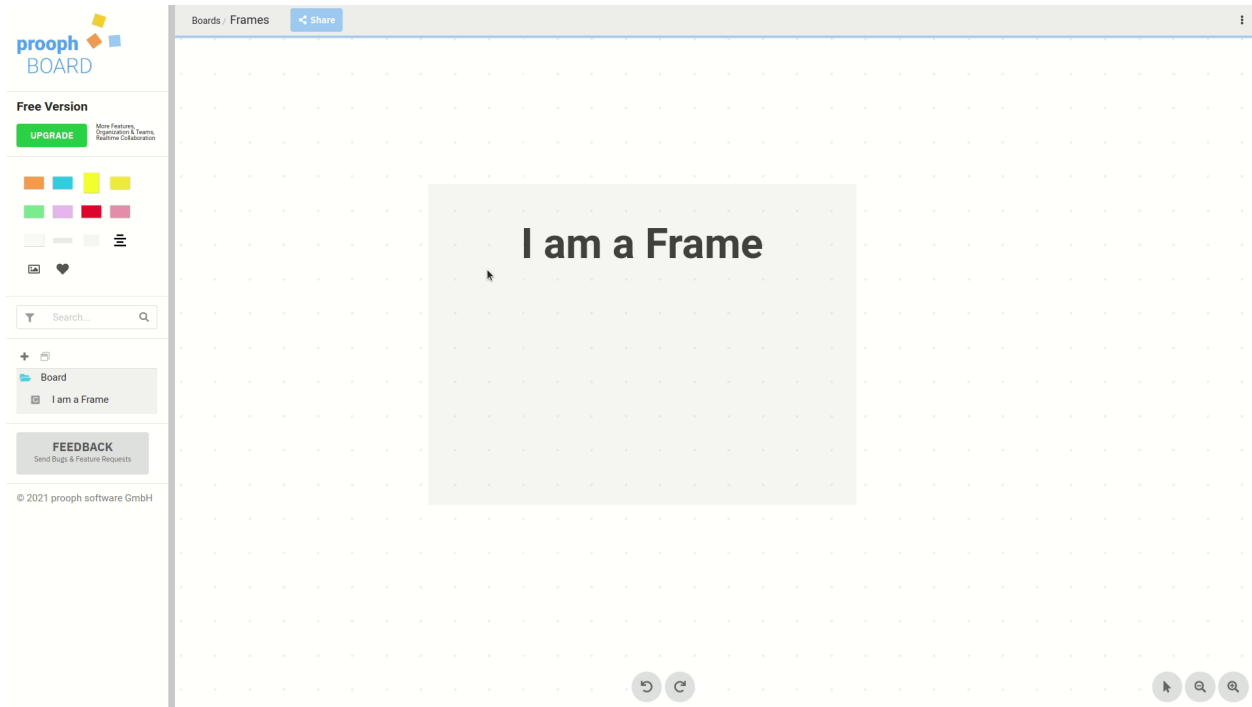 prooph
BOARD
Boards / Frames
Share
Free Version
UPGRADE
More Features,
Organization & Teams,
Realtime Collaboration
Search...
Board
I am a Frame
FEEDBACK
Send Bugs & Feature Requests
© 2021 prooph software GmbH
I am a Frame